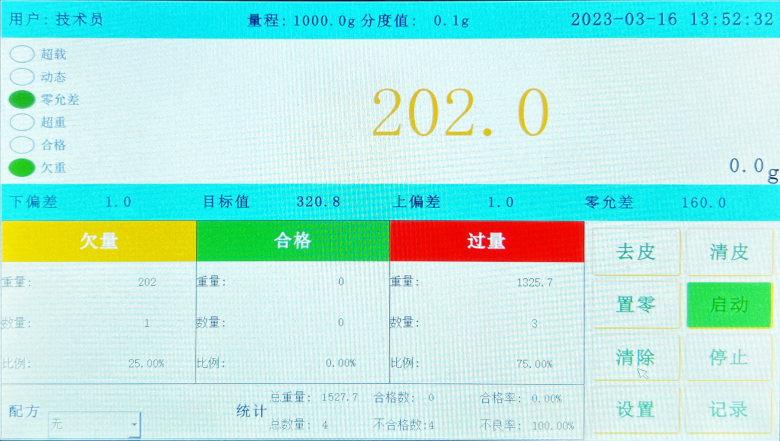 用户: 技术员 量程: 1000.0g 分度值: 0.1g 2023-03-16 13:52:32
超载
动态
零允差
超重
合格
欠重
202.0
0.0g
下偏差 1.0 目标值 320.8 上偏差 1.0 零允差 160.0
欠量 合格 过量
重量: 202 重量: 0 重量: 1325.7
数量: 1 数量: 0 数量: 3
比例: 25.00% 比例: 0.00% 比例: 75.00%
去皮 清皮
置零 启动
清除 停止
设置 记录
配方 无 统计
总重量: 1527.7 合格数: 0 合格率: 0.00%
总数量: 4 不合格数:4 不良率: 100.00%